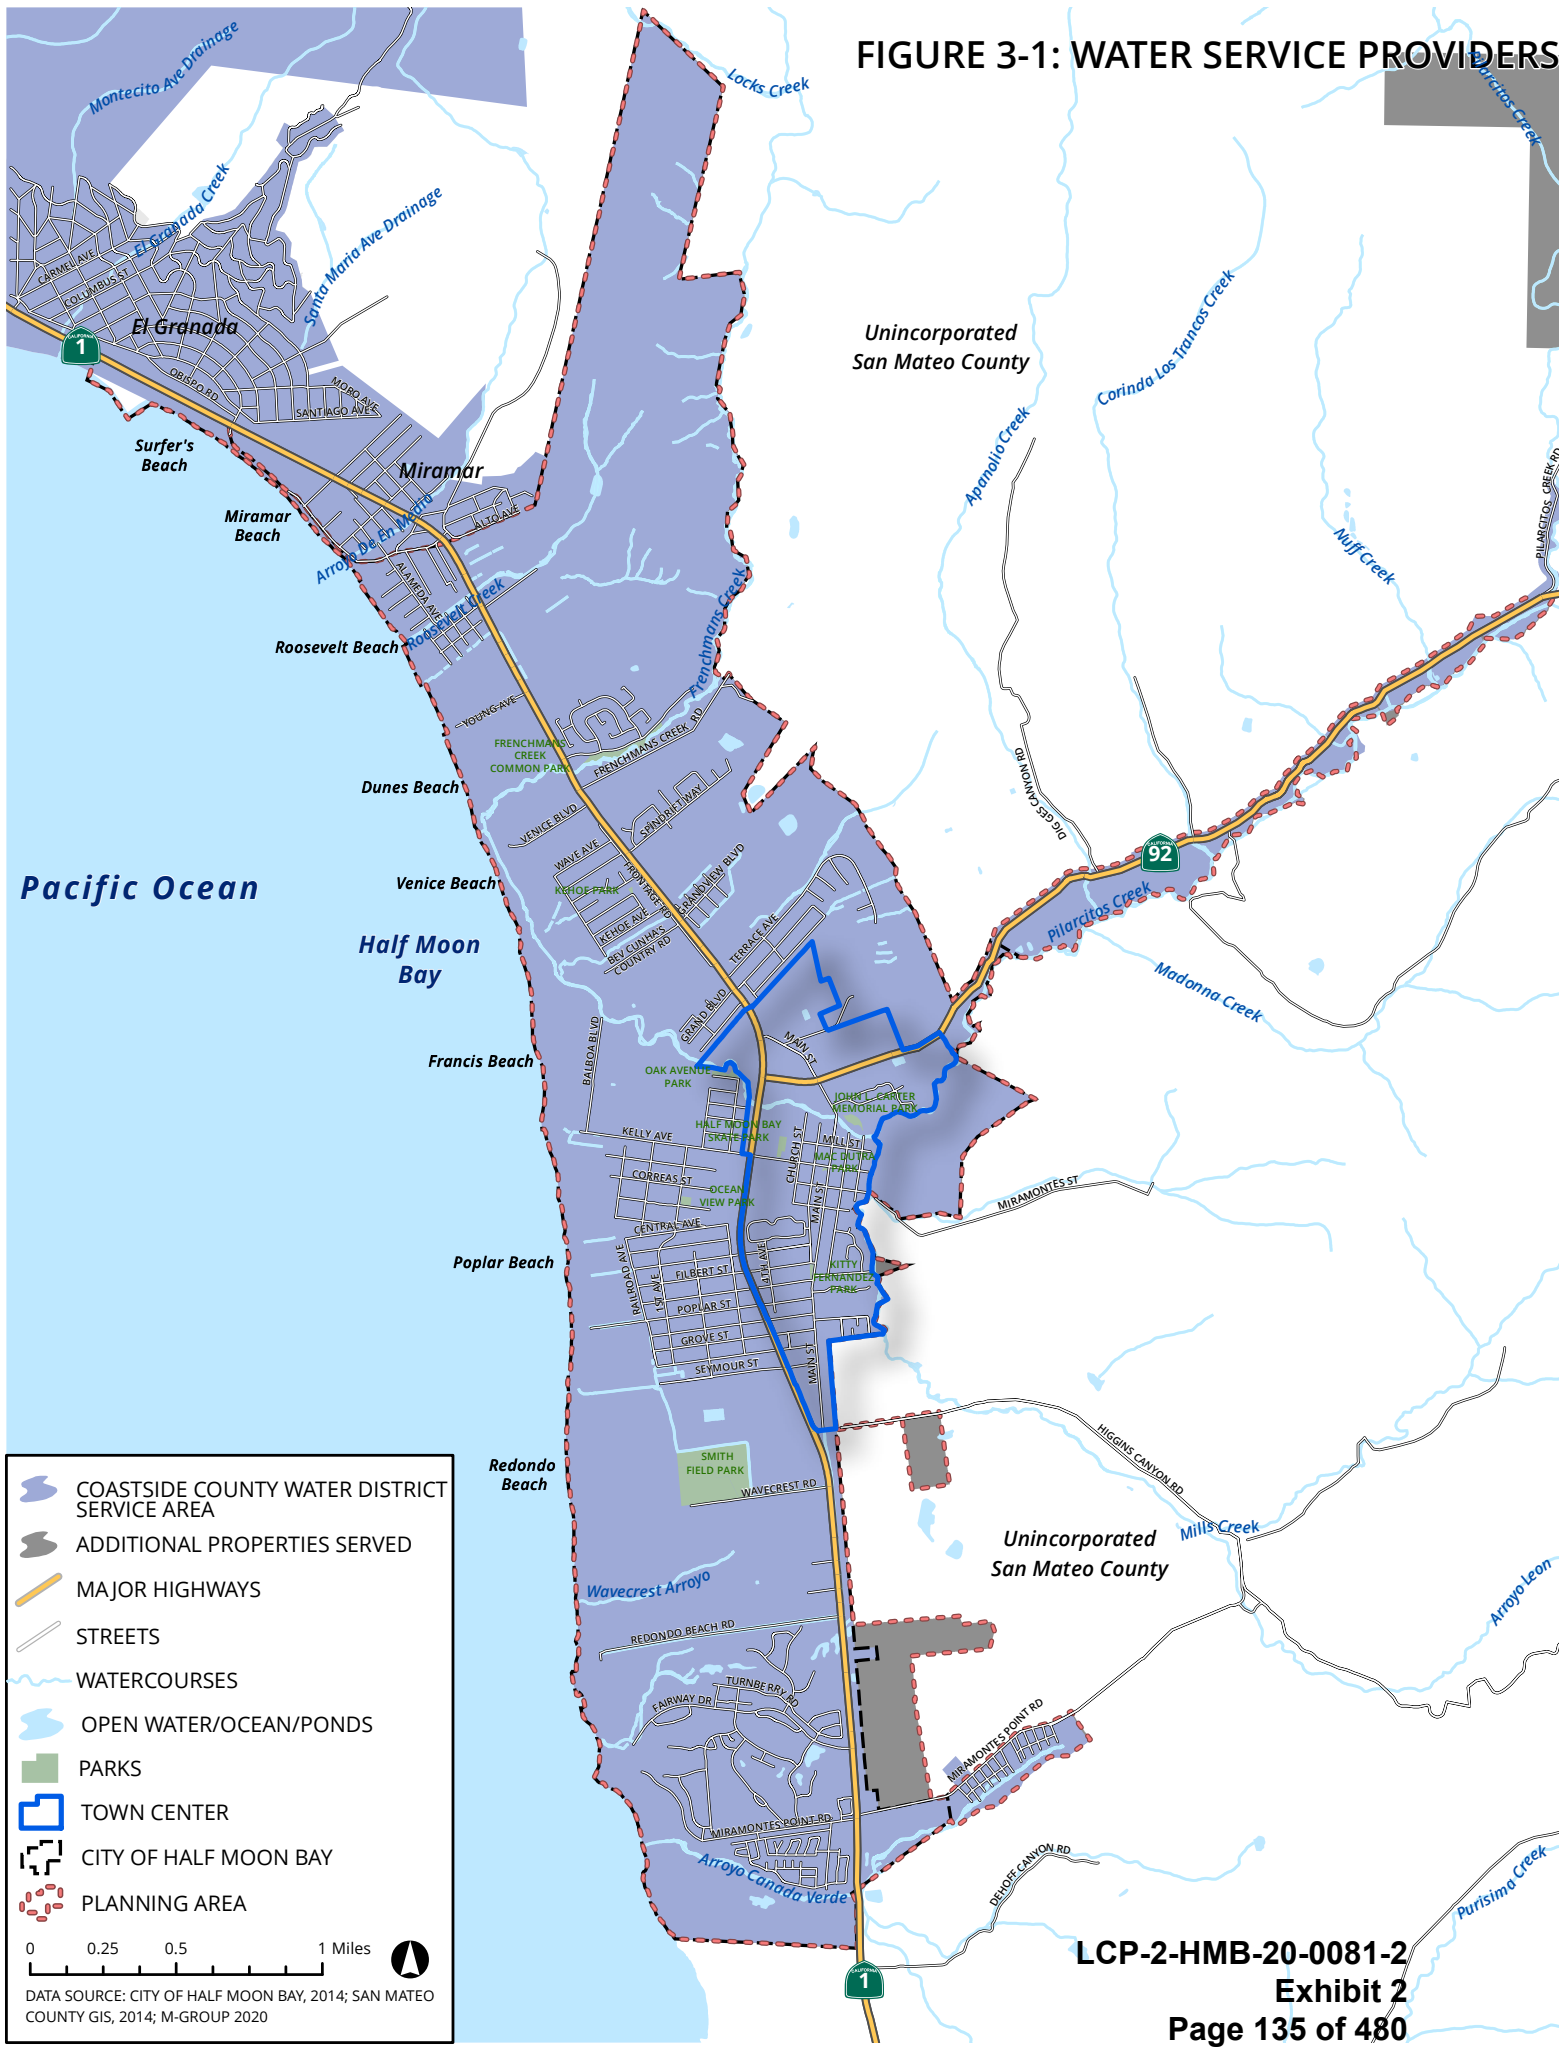 FIGURE 3-1: WATER SERVICE PROVIDERS
Pilarcitos Creek
Montecito Ave Drainage
Locks Creek
El Granada Creek
Santa Maria Ave Drainage
CARMEL AVE
COLUMBUS ST
El Granada
CALIFORNIA
1
OBISPO RD
MORO AVE
SANTIAGO AVE
Unincorporated
San Mateo County
Corinda Los Trancos Creek
Apanolio Creek
Surfer's
Beach
Miramar
ALTO AVE
Miramar
Beach
Arroyo De En Medio
ALAMEDA AVE
Roosevelt Creek
Roosevelt Beach
Frenchmans Creek
Nuff Creek
PILARCITOS CREEK RD
YOUNG AVE
FRENCHMANS
CREEK
COMMON PARK
FRENCHMANS CREEK RD
Dunes Beach
VENICE BLVD
SPINDRIFT WAY
DIGGES CANYON RD
WAVE AVE
FRONTAGE RD
GRANDVIEW BLVD
CALIFORNIA
92
Pacific Ocean
Venice Beach
KEHOE PARK
KEHOE AVE
BEV CUNHA'S
COUNTRY RD
TERRACE AVE
Pilarcitos Creek
Half Moon
Bay
Madonna Creek
GRAND BLVD
MAIN ST
BALBOA BLVD
Francis Beach
OAK AVENUE
PARK
JOHN L. CARTER
MEMORIAL PARK
HALF MOON BAY
SKATE PARK
KELLY AVE
CHURCH ST
MILL ST
MAC DUTRA
PARK
CORREAS ST
OCEAN
VIEW PARK
MAIN ST
MIRAMONTES ST
CENTRAL AVE
Poplar Beach
RAILROAD AVE
1ST AVE
FILBERT ST
4TH AVE
KITTY
FERNANDEZ
PARK
POPLAR ST
GROVE ST
SEYMOUR ST
MAIN ST
HIGGINS CANYON RD
Redondo
Beach
SMITH
FIELD PARK
WAVECREST RD
Mills Creek
Unincorporated
San Mateo County
Wavecrest Arroyo
Arroyo Leon
REDONDO BEACH RD
TURNBERRY RD
FAIRWAY DR
MIRAMONTES POINT RD
MIRAMONTES POINT RD
Arroyo Canada Verde
DEHOFF CANYON RD
Purisima Creek
CALIFORNIA
1
COASTSIDE COUNTY WATER DISTRICT
SERVICE AREA
ADDITIONAL PROPERTIES SERVED
MAJOR HIGHWAYS
STREETS
WATERCOURSES
OPEN WATER/OCEAN/PONDS
PARKS
TOWN CENTER
CITY OF HALF MOON BAY
PLANNING AREA
0 0.25 0.5 1 Miles
DATA SOURCE: CITY OF HALF MOON BAY, 2014; SAN MATEO
COUNTY GIS, 2014; M-GROUP 2020
LCP-2-HMB-20-0081-2
Exhibit 2
Page 135 of 480